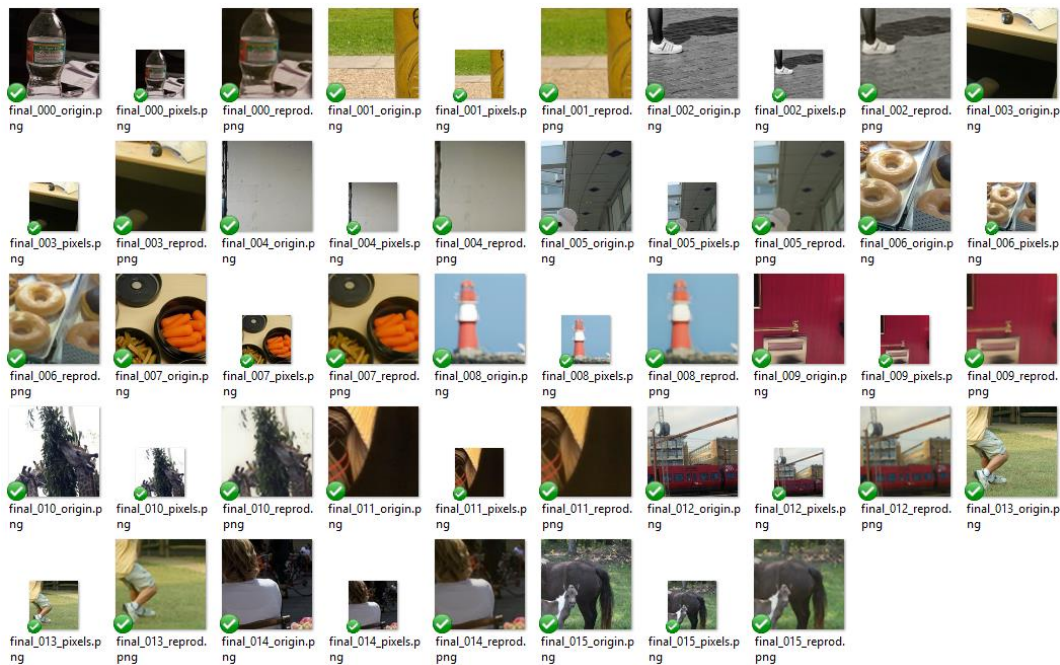 final_000_origin.p final_000_pixels.p final_000_reprod. final_001_origin.p final_001_pixels.p final_001_reprod. final_002_origin.p final_002_pixels.p final_002_reprod. final_003_origin.p
ng ng png ng ng png ng ng png ng
final_003_pixels.p final_003_reprod. final_004_origin.p final_004_pixels.p final_004_reprod. final_005_origin.p final_005_pixels.p final_005_reprod. final_006_origin.p final_006_pixels.p
ng png ng ng png ng ng png ng ng
final_006_reprod. final_007_origin.p final_007_pixels.p final_007_reprod. final_008_origin.p final_008_pixels.p final_008_reprod. final_009_origin.p final_009_pixels.p final_009_reprod.
png ng ng png ng ng png ng ng png
final_010_origin.p final_010_pixels.p final_010_reprod. final_011_origin.p final_011_pixels.p final_011_reprod. final_012_origin.p final_012_pixels.p final_012_reprod. final_013_origin.p
ng ng png ng ng png ng ng png ng
final_013_pixels.p final_013_reprod. final_014_origin.p final_014_pixels.p final_014_reprod. final_015_origin.p final_015_pixels.p final_015_reprod.
ng png ng ng png ng ng png